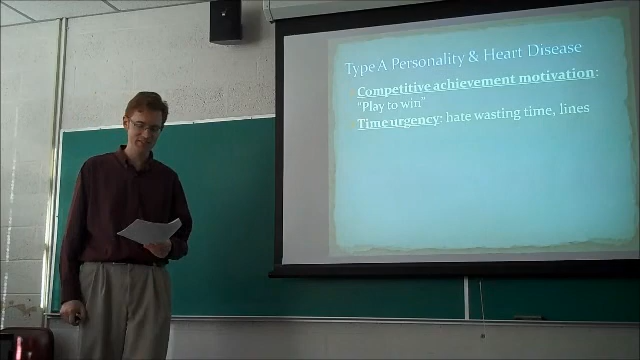 Type A Personality & Heart Disease
Competitive achievement motivation:
"Play to win"
Time urgency: hate wasting time, lines